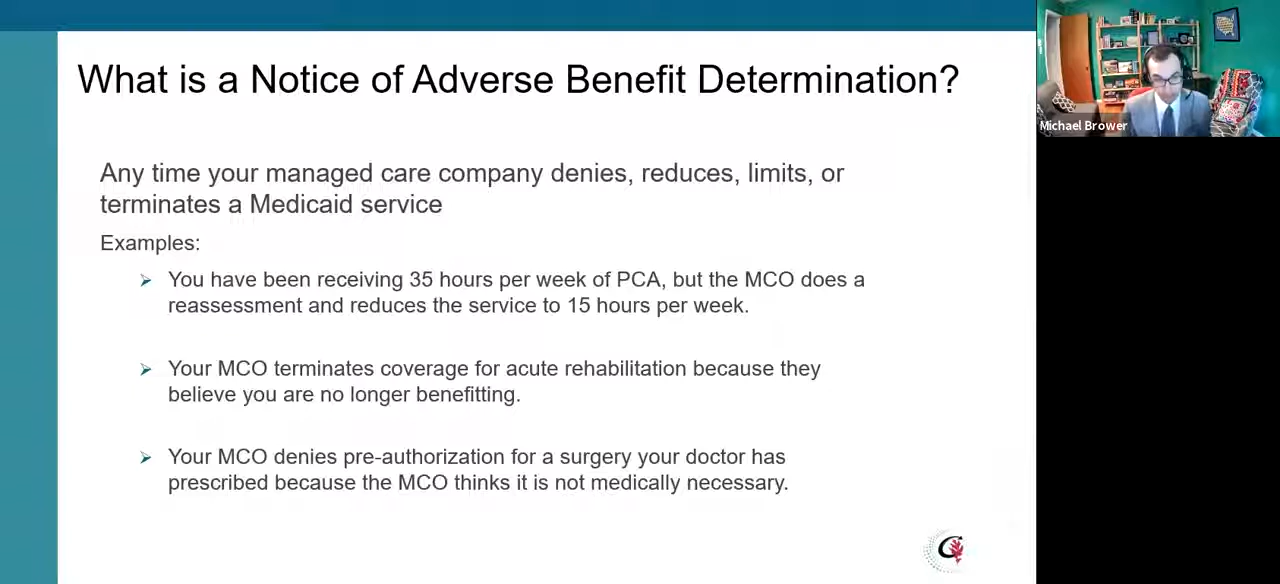 What is a Notice of Adverse Benefit Determination?
Any time your managed care company denies, reduces, limits, or
terminates a Medicaid service
Examples:
You have been receiving 35 hours per week of PCA, but the MCO does a
reassessment and reduces the service to 15 hours per week.
Your MCO terminates coverage for acute rehabilitation because they
believe you are no longer benefitting.
Your MCO denies pre-authorization for a surgery your doctor has
prescribed because the MCO thinks it is not medically necessary.
Michael Brower